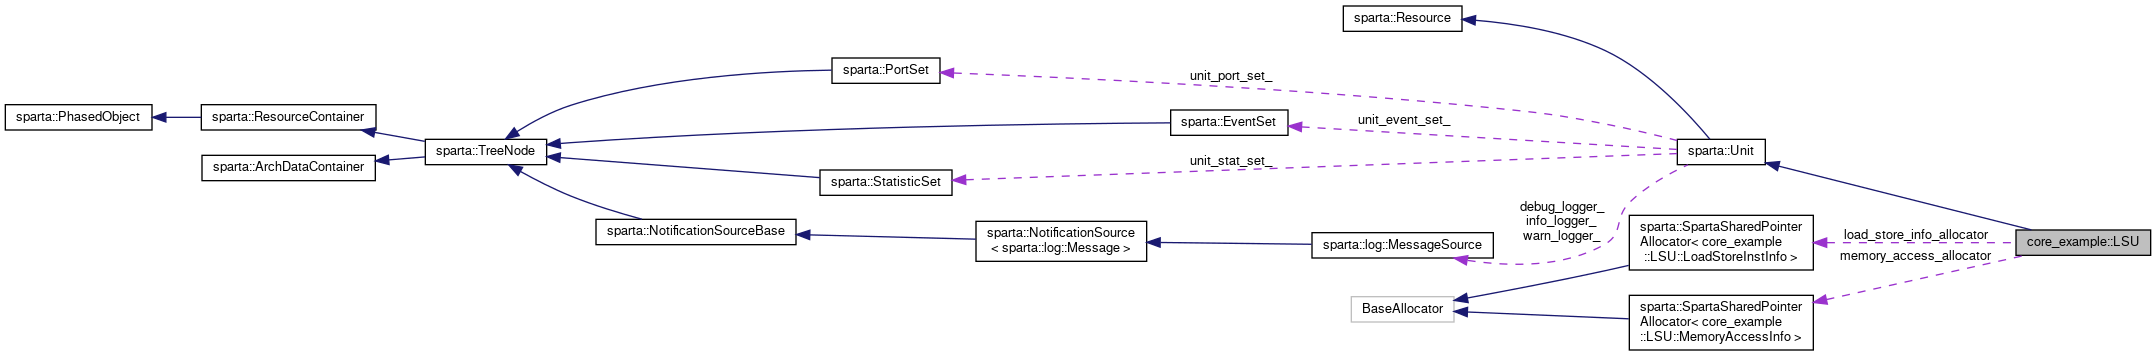 sparta::Resource
sparta::PortSet
unit_port_set_
sparta::PhasedObject
sparta::ResourceContainer
sparta::EventSet
unit_event_set_
sparta::TreeNode
sparta::Unit
sparta::ArchDataContainer
unit_stat_set_
sparta::StatisticSet
debug_logger_
info_logger_
warn_logger_
sparta::NotificationSourceBase
sparta::NotificationSource
< sparta::log::Message >
sparta::log::MessageSource
sparta::SpartaSharedPointer
Allocator< core_example
::LSU::LoadStoreInstInfo >
load_store_info_allocator
memory_access_allocator
core_example::LSU
BaseAllocator
sparta::SpartaSharedPointer
Allocator< core_example
::LSU::MemoryAccessInfo >